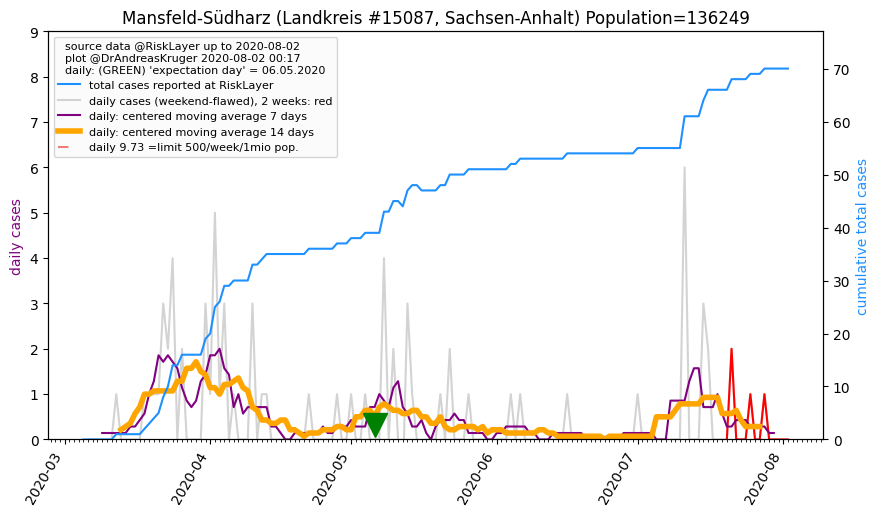 Mansfeld-Südharz (Landkreis #15087, Sachsen-Anhalt) Population=136249
source data @RiskLayer up to 2020-08-02
plot @DrAndreasKruger 2020-08-02 00:17
daily: (GREEN) 'expectation day' = 06.05.2020
total cases reported at RiskLayer
daily cases (weekend-flawed), 2 weeks: red
daily: centered moving average 7 days
daily: centered moving average 14 days
daily 9.73 =limit 500/week/1mio pop.
daily cases
9
8
7
6
5
4
3
2
1
0
cumulative total cases
70
60
50
40
30
20
10
0
2020-03
2020-04
2020-05
2020-06
2020-07
2020-08